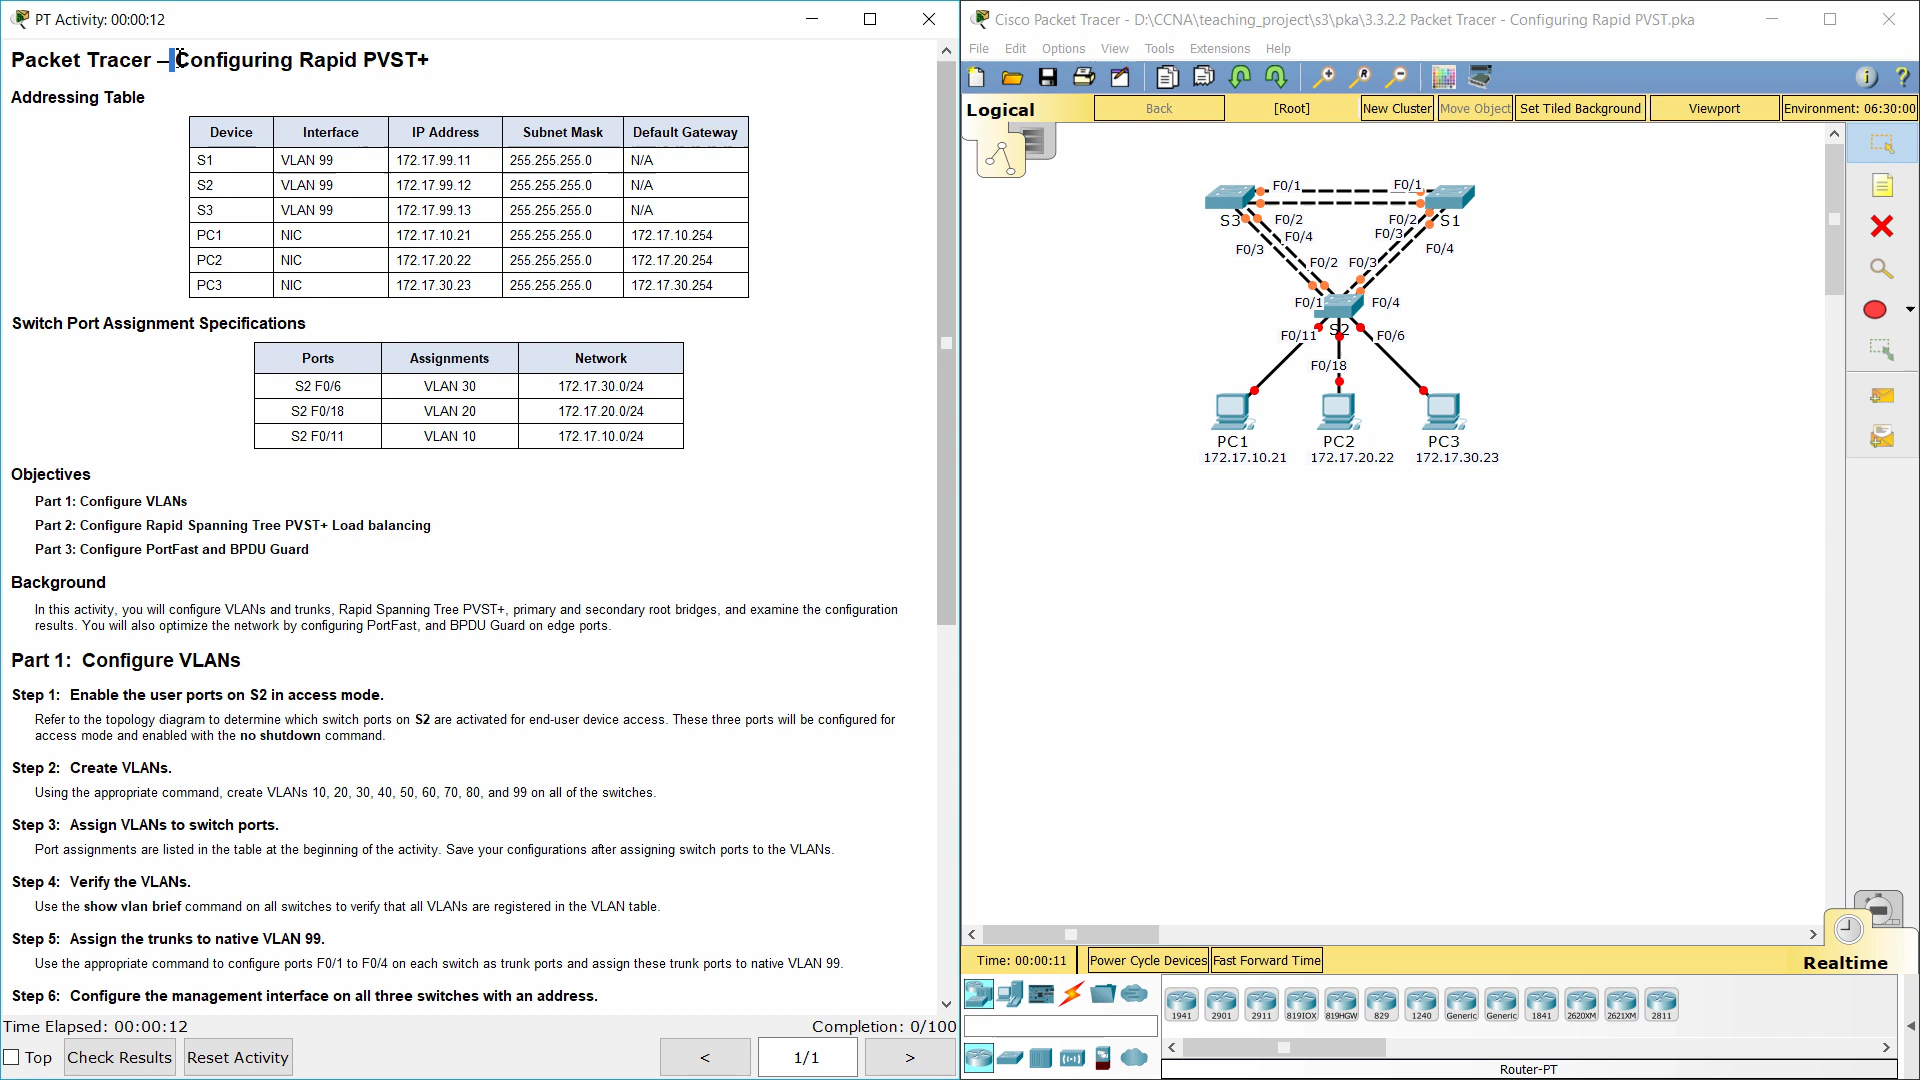 PT Activity: 00:00:12
Packet Tracer – Configuring Rapid PVST+
Addressing Table
Device Interface IP Address Subnet Mask Default Gateway
S1 VLAN 99 172.17.99.11 255.255.255.0 N/A
S2 VLAN 99 172.17.99.12 255.255.255.0 N/A
S3 VLAN 99 172.17.99.13 255.255.255.0 N/A
PC1 NIC 172.17.10.21 255.255.255.0 172.17.10.254
PC2 NIC 172.17.20.22 255.255.255.0 172.17.20.254
PC3 NIC 172.17.30.23 255.255.255.0 172.17.30.254
Switch Port Assignment Specifications
Ports Assignments Network
S2 F0/6 VLAN 30 172.17.30.0/24
S2 F0/18 VLAN 20 172.17.20.0/24
S2 F0/11 VLAN 10 172.17.10.0/24
Objectives
Part 1: Configure VLANs
Part 2: Configure Rapid Spanning Tree PVST+ Load balancing
Part 3: Configure PortFast and BPDU Guard
Background
In this activity, you will configure VLANs and trunks, Rapid Spanning Tree PVST+, primary and secondary root bridges, and examine the configuration
results. You will also optimize the network by configuring PortFast, and BPDU Guard on edge ports.
Part 1: Configure VLANs
Step 1: Enable the user ports on S2 in access mode.
Refer to the topology diagram to determine which switch ports on S2 are activated for end-user device access. These three ports will be configured for
access mode and enabled with the no shutdown command.
Step 2: Create VLANs.
Using the appropriate command, create VLANs 10, 20, 30, 40, 50, 60, 70, 80, and 99 on all of the switches.
Step 3: Assign VLANs to switch ports.
Port assignments are listed in the table at the beginning of the activity. Save your configurations after assigning switch ports to the VLANs.
Step 4: Verify the VLANs.
Use the show vlan brief command on all switches to verify that all VLANs are registered in the VLAN table.
Step 5: Assign the trunks to native VLAN 99.
Use the appropriate command to configure ports F0/1 to F0/4 on each switch as trunk ports and assign these trunk ports to native VLAN 99.
Step 6: Configure the management interface on all three switches with an address.
Time Elapsed: 00:00:12 Completion: 0/100
Top Check Results Reset Activity < 1/1 >
Cisco Packet Tracer - D:\CCNA\teaching_project\s3\pka\3.3.2.2 Packet Tracer - Configuring Rapid PVST.pka
File Edit Options View Tools Extensions Help
Logical Back [Root] New Cluster Move Object Set Tiled Background Viewport Environment: 06:30:00
F0/1 F0/1
S3 F0/2 F0/2 S1
F0/4 F0/3
F0/3 F0/4
F0/2 F0/3
F0/1 F0/4
S2
F0/11 F0/6
F0/18
PC1 PC2 PC3
172.17.10.21 172.17.20.22 172.17.30.23
Time: 00:00:11 Power Cycle Devices Fast Forward Time
Realtime
1941 2901 2911 819IOX 819HGW 829 1240 Generic Generic 1841 2620XM 2621XM 2811
Router-PT